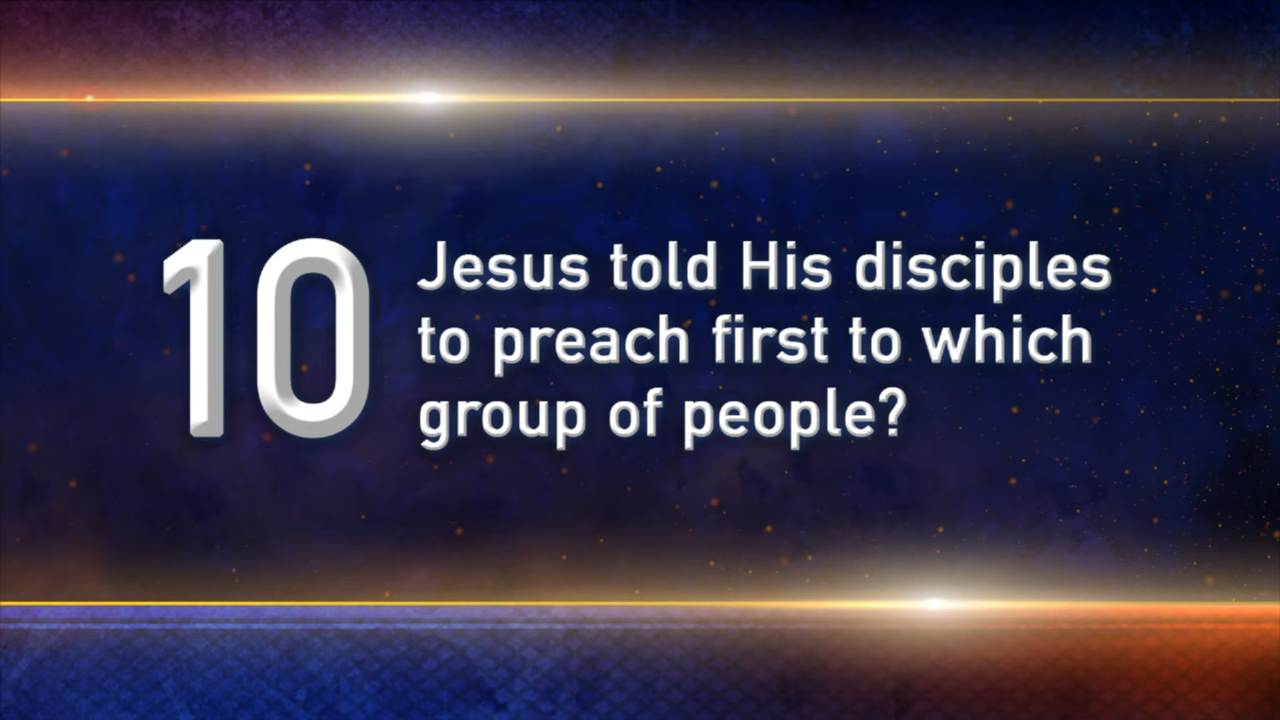 10
Jesus told His disciples
to preach first to which
group of people?